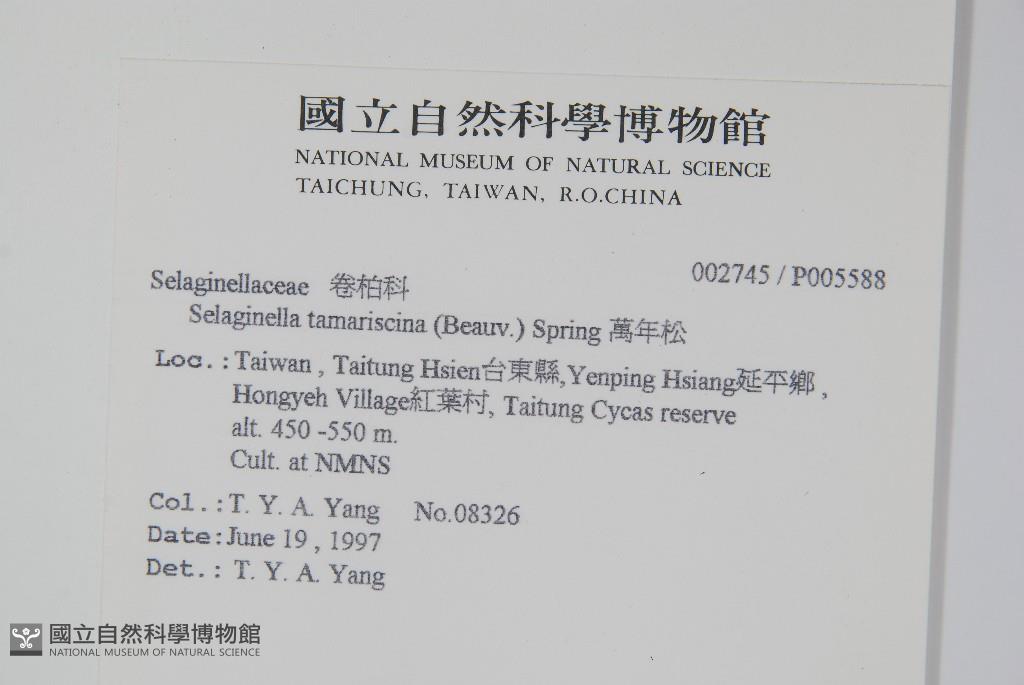 國立自然科學博物館
NATIONAL MUSEUM OF NATURAL SCIENCE
TAICHUNG, TAIWAN, R.O.CHINA
002745 / P005588
Selaginellaceae 卷柏科
Selaginella tamariscina (Beauv.) Spring 萬年松
Loc.:Taiwan , Taitung Hsien台東縣,Yenping Hsiang延平鄉 ,
Hongyeh Village紅葉村, Taitung Cycas reserve
alt. 450 -550 m.
Cult. at NMNS
Col.:T. Y. A. Yang No.08326
Date:June 19 , 1997
Det.: T. Y. A. Yang
國立自然科學博物館
NATIONAL MUSEUM OF NATURAL SCIENCE